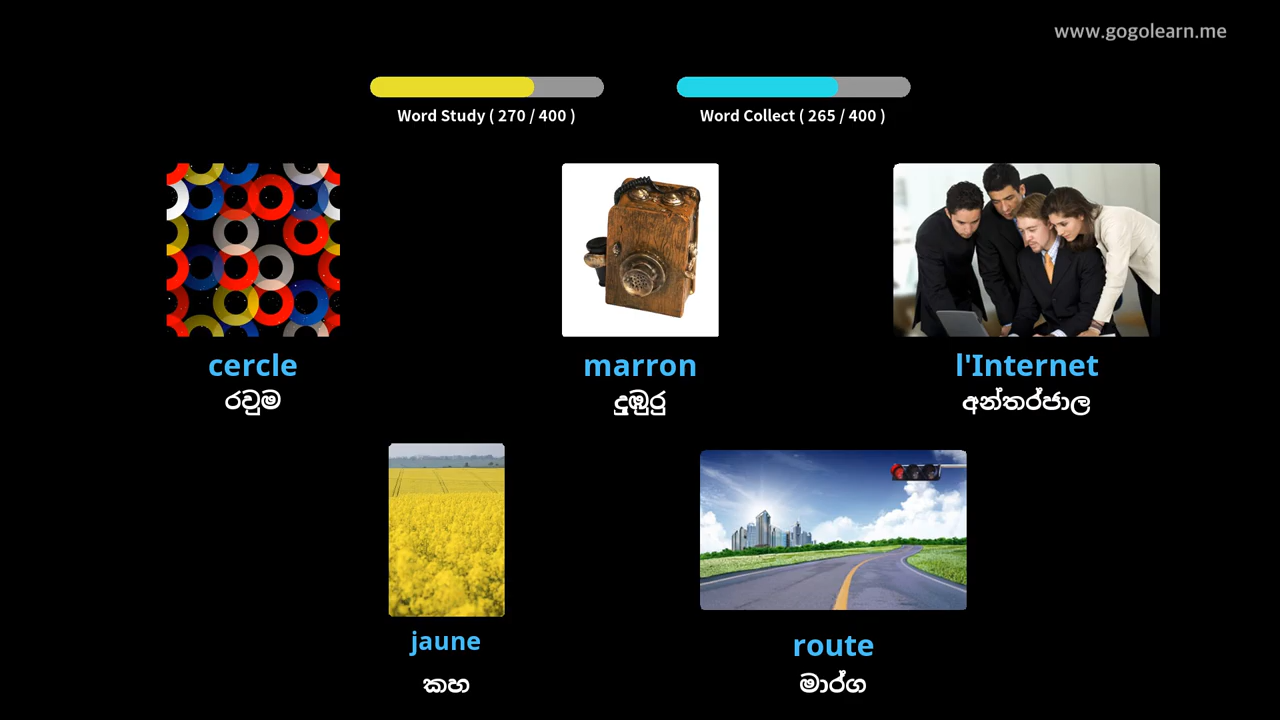 www.gogolearn.me
Word Study ( 270 / 400 )
Word Collect ( 265 / 400 )
cercle
රවුම
marron
දුඹුරු
l'Internet
අන්තර්ජාල
jaune
කහ
route
මාර්ග